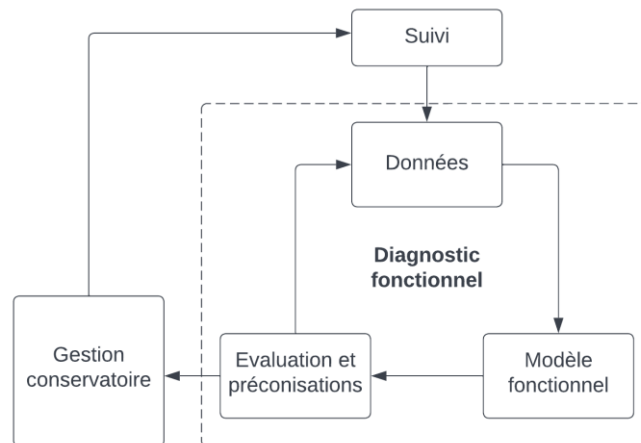 Suivi
Données
Diagnostic
fonctionnel
Gestion
conservatoire
Evaluation et
préconisations
Modèle
fonctionnel